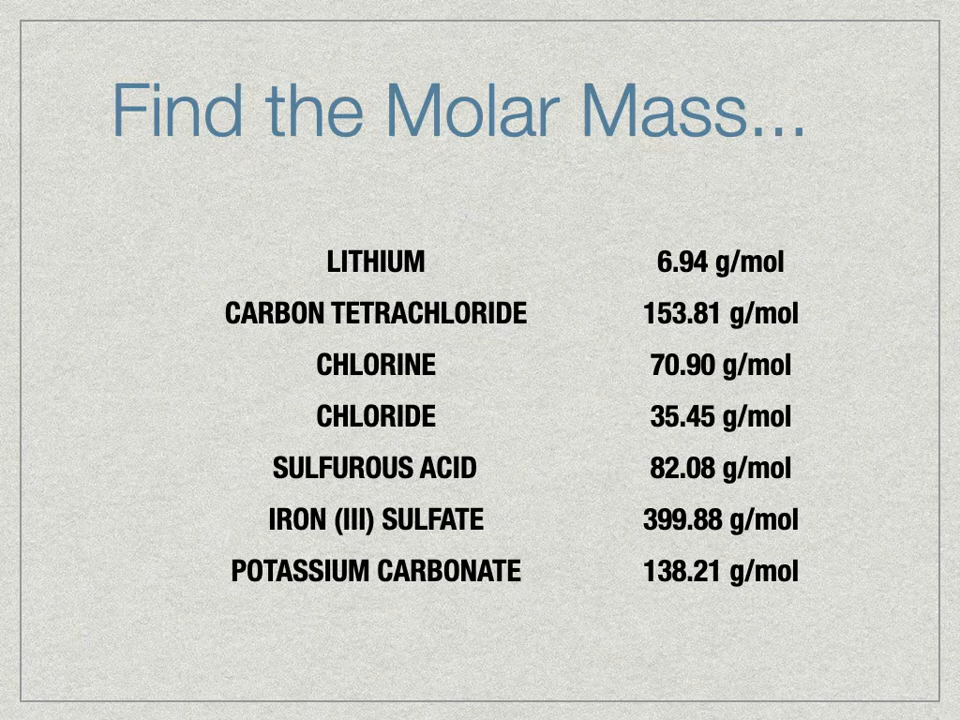 Find the Molar Mass...
LITHIUM 6.94 g/mol
CARBON TETRACHLORIDE 153.81 g/mol
CHLORINE 70.90 g/mol
CHLORIDE 35.45 g/mol
SULFUROUS ACID 82.08 g/mol
IRON (III) SULFATE 399.88 g/mol
POTASSIUM CARBONATE 138.21 g/mol